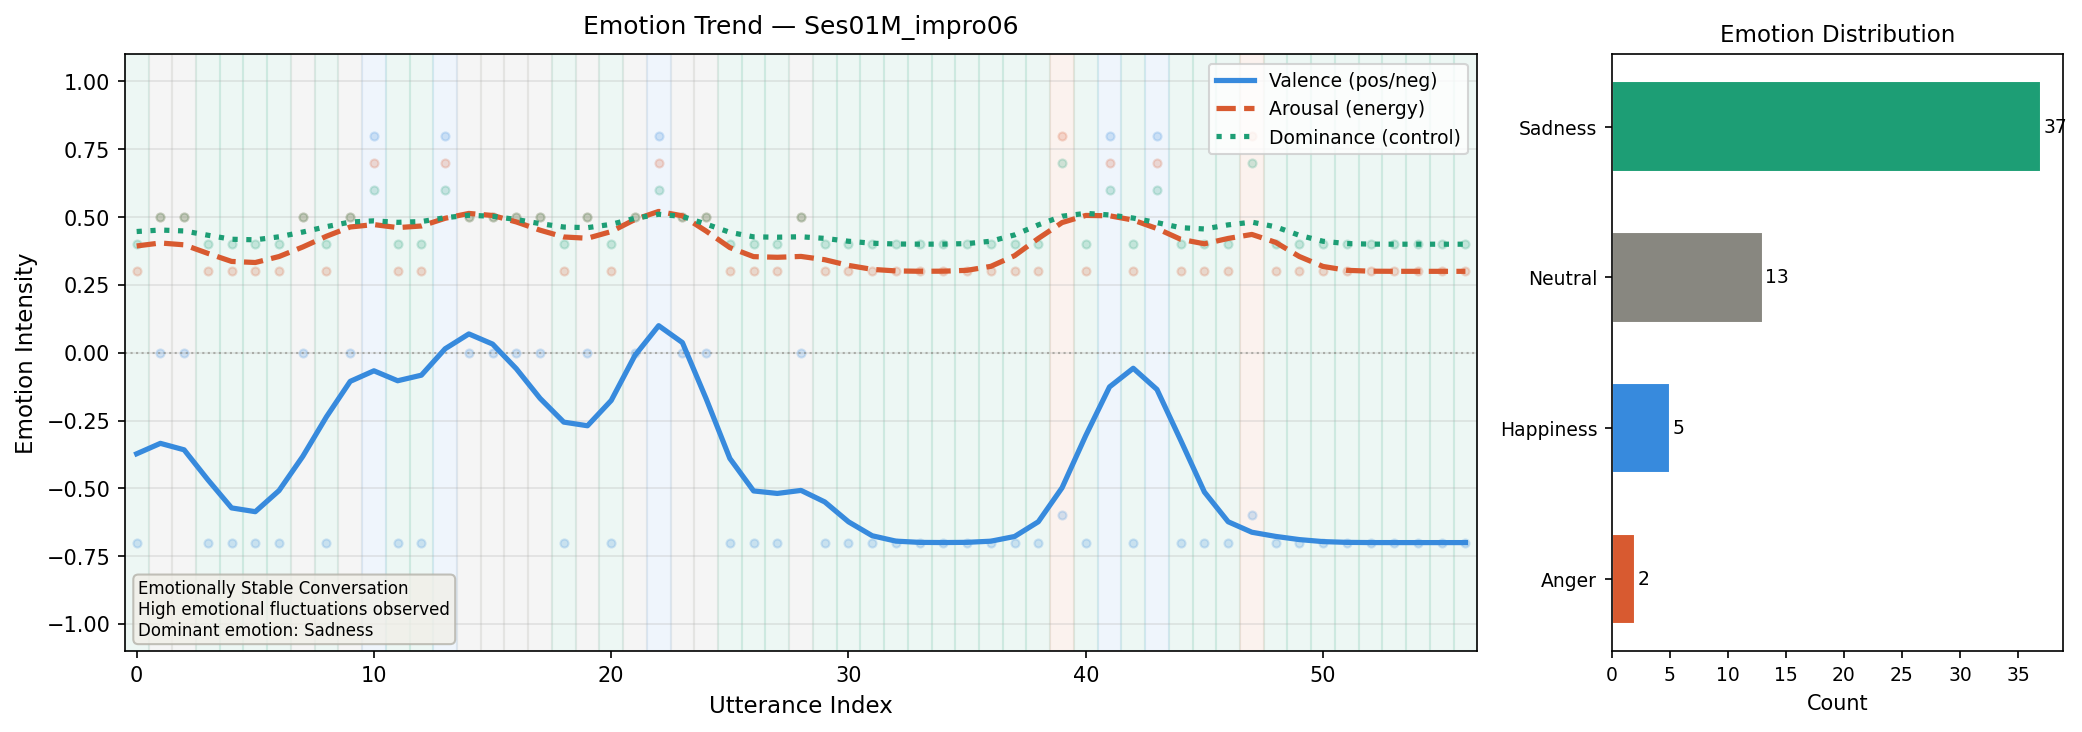 Emotion Trend — Ses01M_impro06
Emotion Intensity
1.00
0.75
0.50
0.25
0.00
−0.25
−0.50
−0.75
−1.00
Valence (pos/neg)
Arousal (energy)
Dominance (control)
Emotionally Stable Conversation
High emotional fluctuations observed
Dominant emotion: Sadness
0 10 20 30 40 50
Utterance Index
Emotion Distribution
Sadness 37
Neutral 13
Happiness 5
Anger 2
0 5 10 15 20 25 30 35
Count